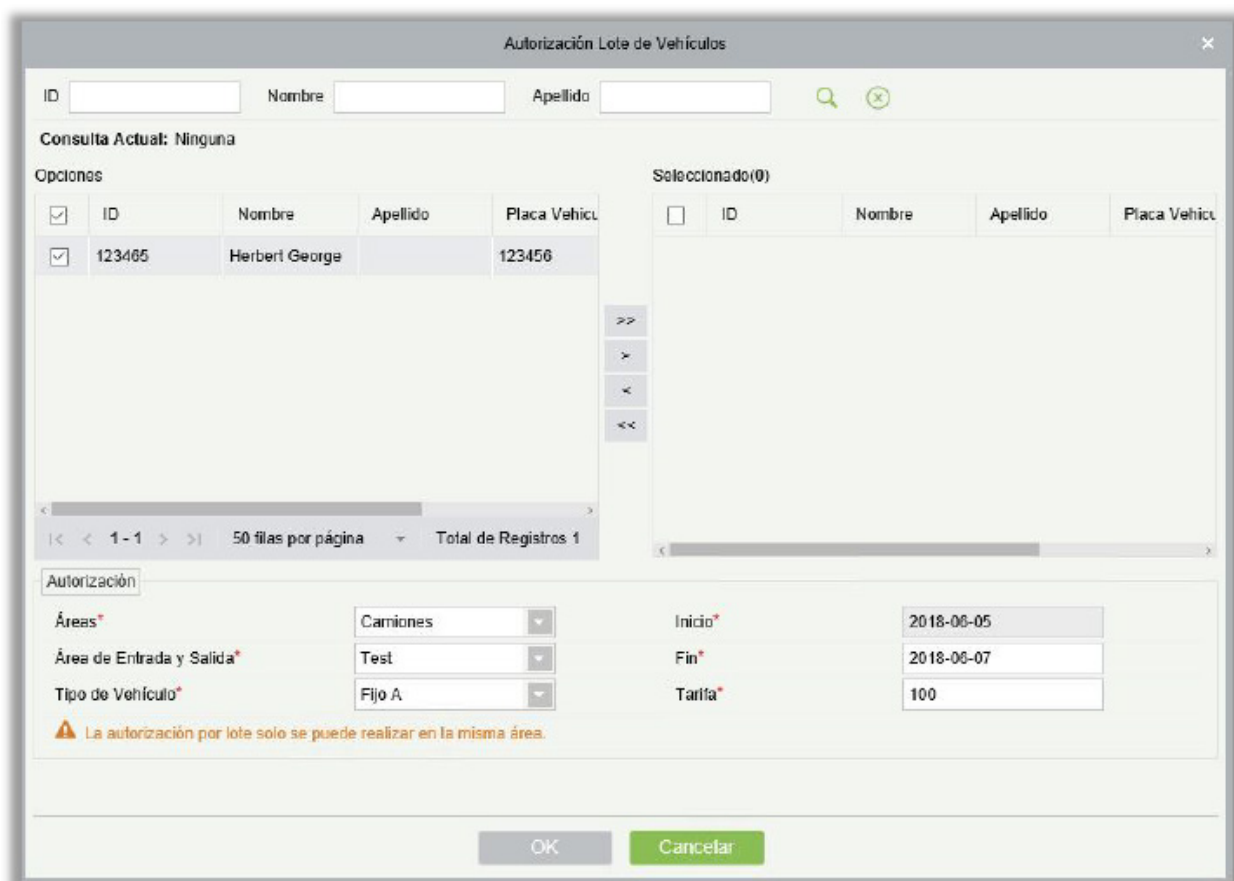 Autorización Lote de Vehículos ×
ID Nombre Apellido
Consulta Actual: Ninguna
Opciones Seleccionado(0)
ID Nombre Apellido Placa Vehicu ID Nombre Apellido Placa Vehicu
123465 Herbert George 123456
>>
>
<
<<
|< < 1-1 > >| 50 filas por página Total de Registros 1
Autorización
Áreas* Camiones Inicio* 2018-06-05
Área de Entrada y Salida* Test Fin* 2018-06-07
Tipo de Vehículo* Fijo A Tarifa* 100
La autorización por lote solo se puede realizar en la misma área.
OK Cancelar